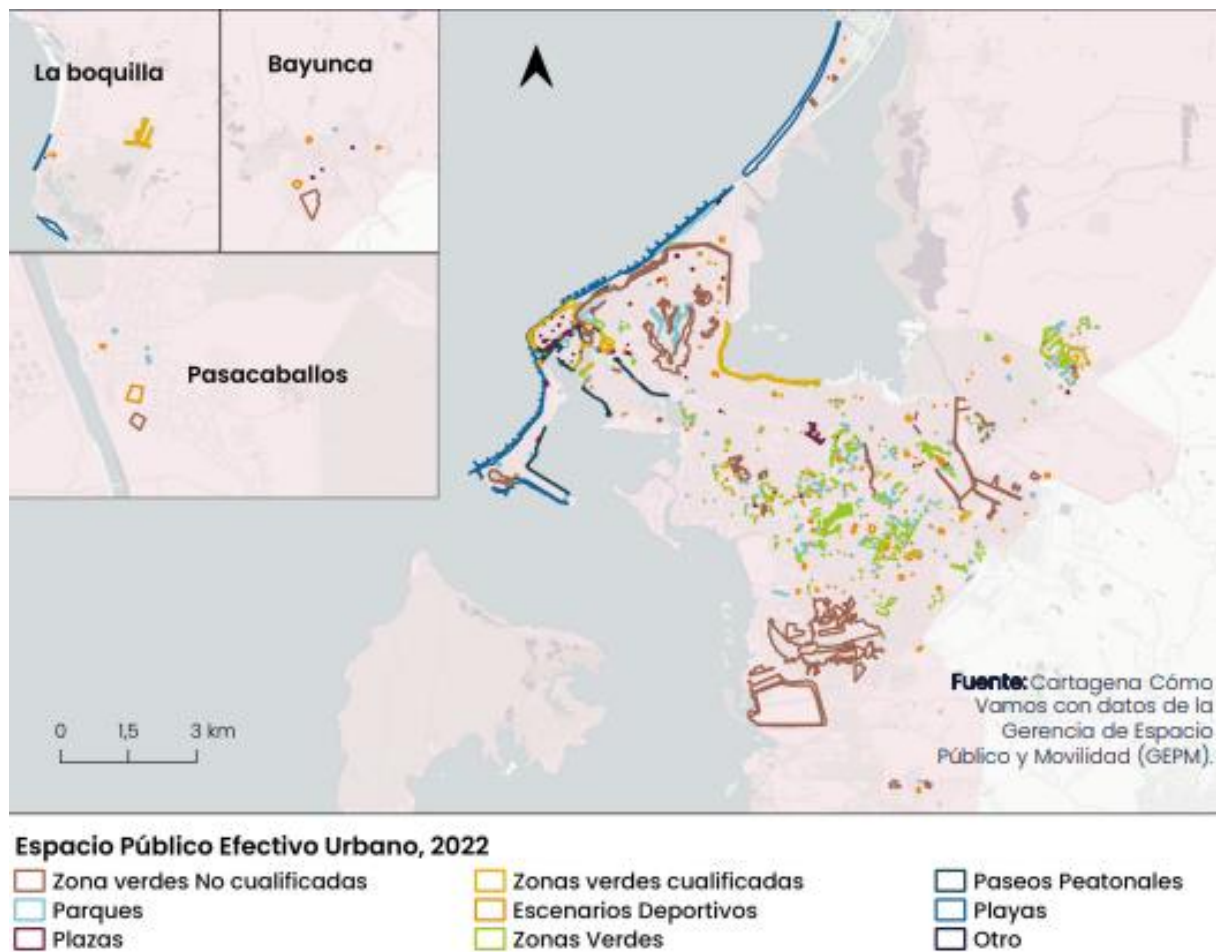 La boquilla
Bayunca
Pasacaballos
0 1,5 3 km
Fuente: Cartagena Cómo
Vamos con datos de la
Gerencia de Espacio
Público y Movilidad (GEPM).
Espacio Público Efectivo Urbano, 2022
Zona verdes No cualificadas
Parques
Plazas
Zonas verdes cualificadas
Escenarios Deportivos
Zonas Verdes
Paseos Peatonales
Playas
Otro